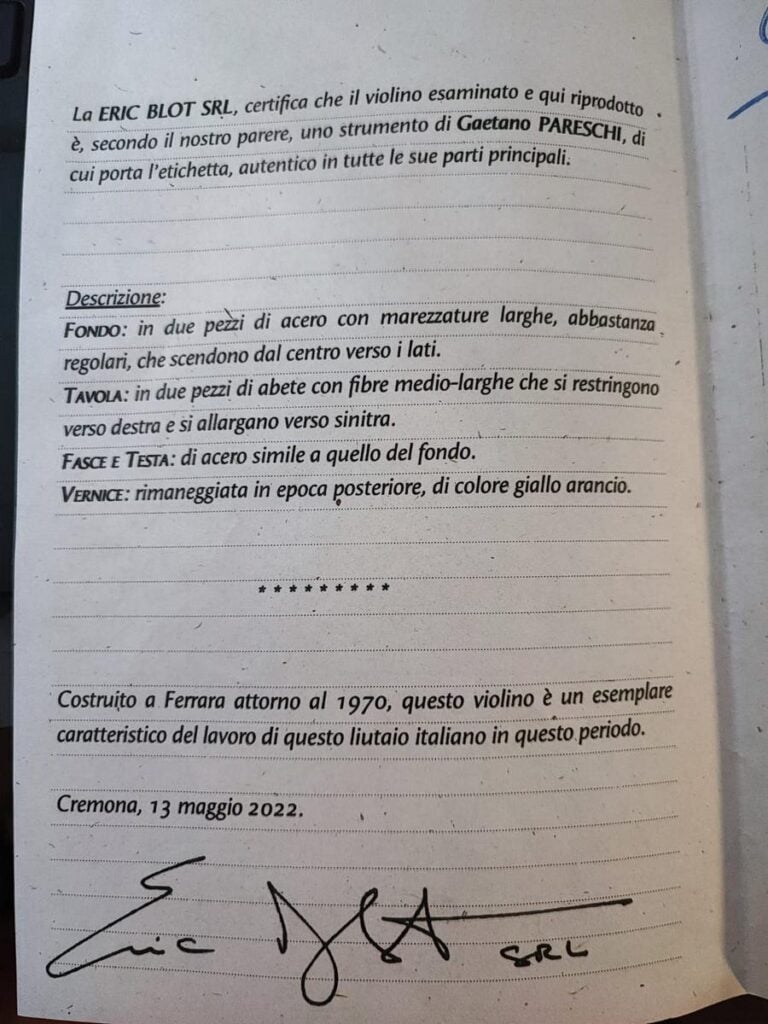 La ERIC BLOT SRL, certifica che il violino esaminato e qui riprodotto
è, secondo il nostro parere, uno strumento di Gaetano PARESCHI, di
cui porta l'etichetta, autentico in tutte le sue parti principali.
Descrizione:
FONDO: in due pezzi di acero con marezzature larghe, abbastanza
regolari, che scendono dal centro verso i lati.
TAVOLA: in due pezzi di abete con fibre medio-larghe che si restringono
verso destra e si allargano verso sinitra.
FASCE E TESTA: di acero simile a quello del fondo.
VERNICE: rimaneggiata in epoca posteriore, di colore giallo arancio.
* * * * * * * * *
Costruito a Ferrara attorno al 1970, questo violino è un esemplare
caratteristico del lavoro di questo liutaio italiano in questo periodo.
Cremona, 13 maggio 2022.
Eric Blot SRL